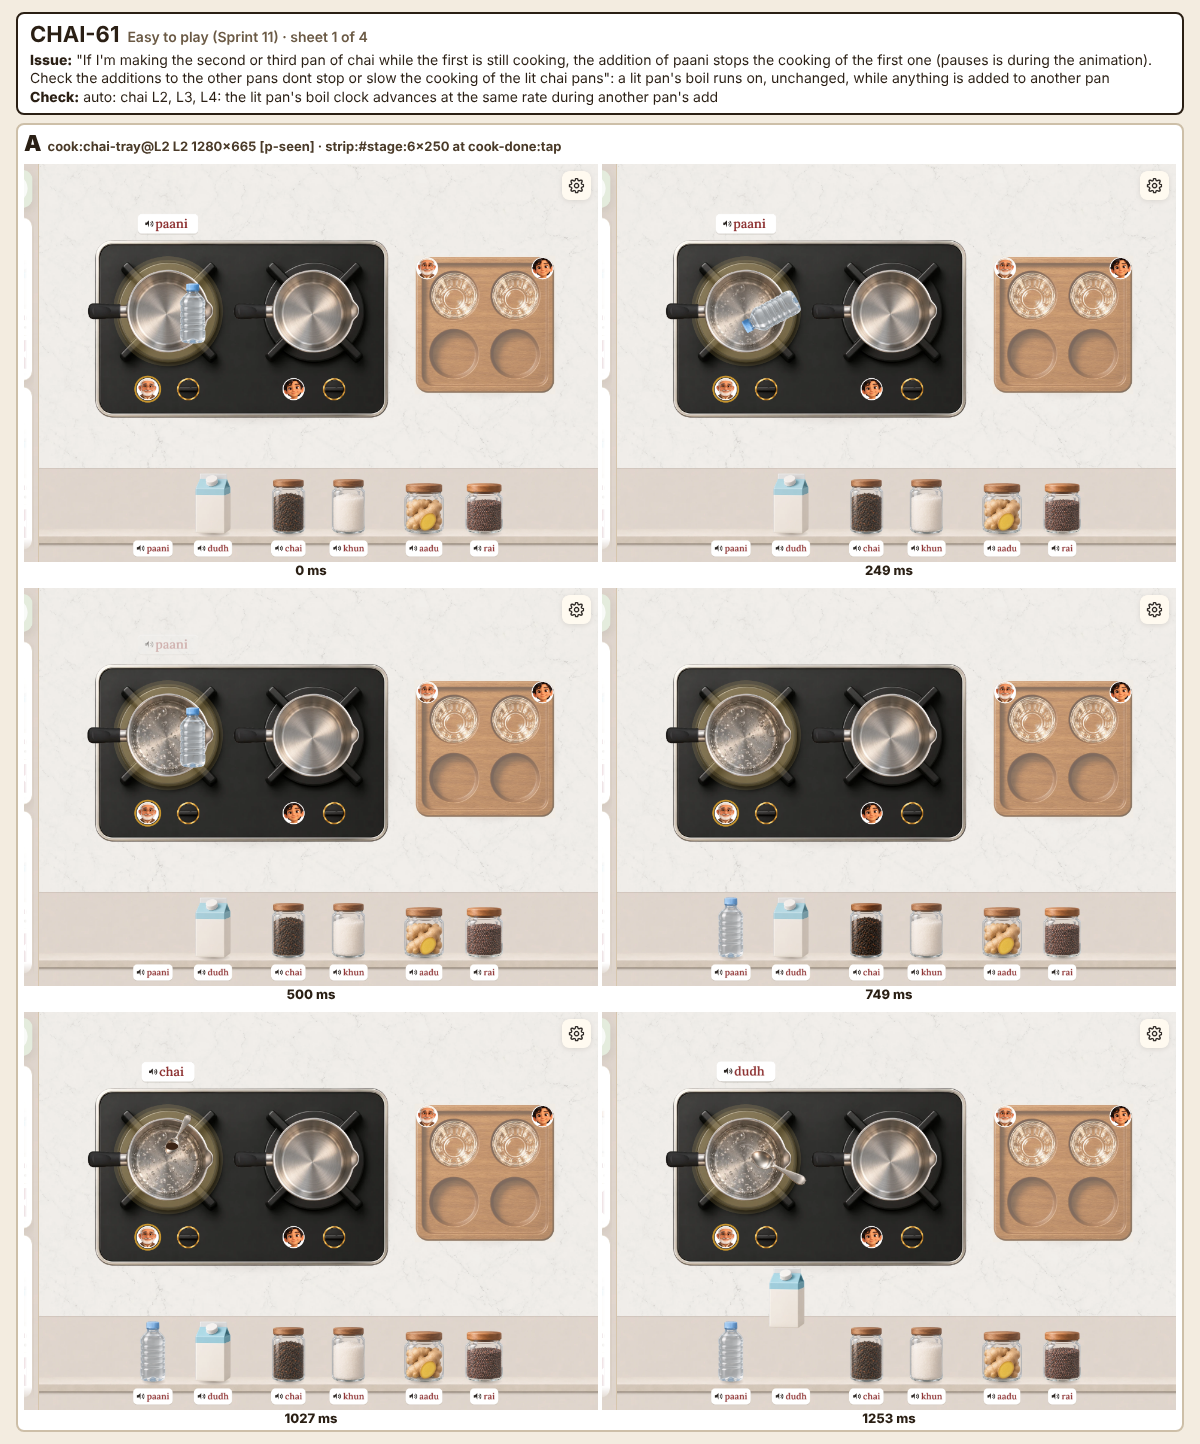 CHAI-61 Easy to play (Sprint 11) · sheet 1 of 4
Issue: "If I'm making the second or third pan of chai while the first is still cooking, the addition of paani stops the cooking of the first one (pauses is during the animation).
Check the additions to the other pans dont stop or slow the cooking of the lit chai pans": a lit pan's boil runs on, unchanged, while anything is added to another pan
Check: auto: chai L2, L3, L4: the lit pan's boil clock advances at the same rate during another pan's add
A cook:chai-tray@L2 L2 1280×665 [p-seen] · strip:#stage:6×250 at cook-done:tap
paani
paani dudh chai khun aadu rai
0 ms
paani
paani dudh chai khun aadu rai
249 ms
paani
paani dudh chai khun aadu rai
500 ms
paani dudh chai khun aadu rai
749 ms
chai
paani dudh chai khun aadu rai
1027 ms
dudh
paani dudh chai khun aadu rai
1253 ms